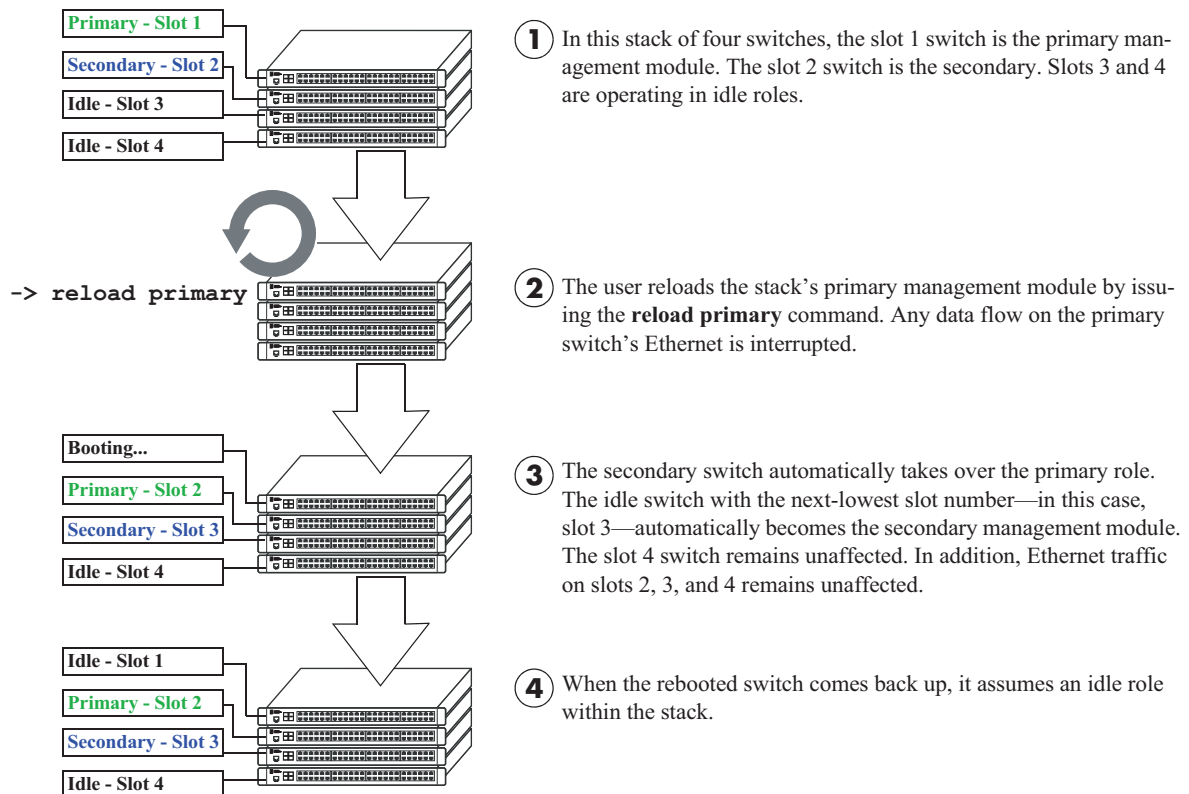 Primary - Slot 1
Secondary - Slot 2
Idle - Slot 3
Idle - Slot 4
1 In this stack of four switches, the slot 1 switch is the primary man-
agement module. The slot 2 switch is the secondary. Slots 3 and 4
are operating in idle roles.
-> reload primary
2 The user reloads the stack’s primary management module by issu-
ing the reload primary command. Any data flow on the primary
switch’s Ethernet is interrupted.
Booting...
Primary - Slot 2
Secondary - Slot 3
Idle - Slot 4
3 The secondary switch automatically takes over the primary role.
The idle switch with the next-lowest slot number—in this case,
slot 3—automatically becomes the secondary management module.
The slot 4 switch remains unaffected. In addition, Ethernet traffic
on slots 2, 3, and 4 remains unaffected.
Idle - Slot 1
Primary - Slot 2
Secondary - Slot 3
Idle - Slot 4
4 When the rebooted switch comes back up, it assumes an idle role
within the stack.